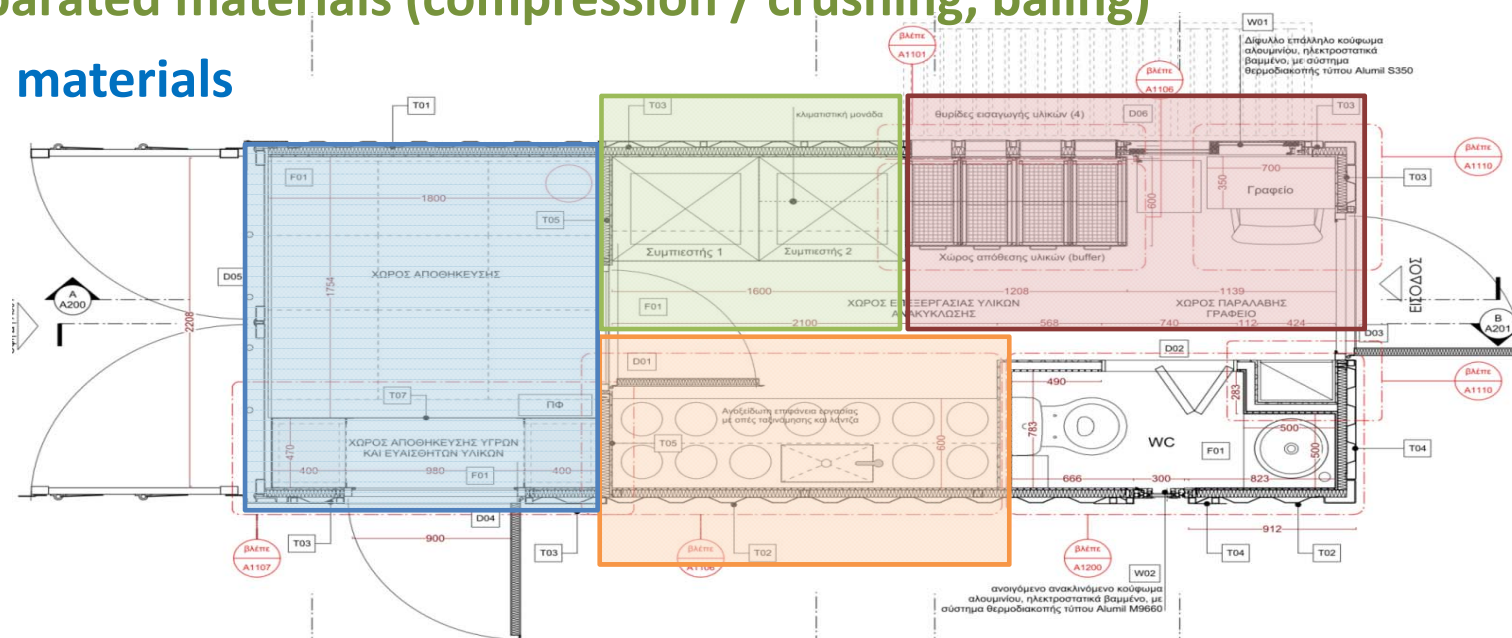 parated materials (compression / crushing, baling)
materials
W01
Δίφυλλο επάλληλο κούφωμα
αλουμινίου, ηλεκτροστατικά
βαμμένο, με σύστημα
θερμοδιακοπής τύπου Alumil S350
βλέπε
A1101
βλέπε
A1106
T01
T03
κλιματιστική μονάδα
θυρίδες εισαγωγής υλικών (4)
D06
T03
βλέπε
A1110
F01
1800
700
350
Γραφείο
T03
600
T05
Συμπιεστής 1
Συμπιεστής 2
Χώρος απόθεσης υλικών (buffer)
D05
ΧΩΡΟΣ ΑΠΟΘΗΚΕΥΣΗΣ
1754
2208
A
A200
F01
1600
1208
1139
ΧΩΡΟΣ ΕΠΕΞΕΡΓΑΣΙΑΣ ΥΛΙΚΩΝ
ΑΝΑΚΥΚΛΩΣΗΣ
ΧΩΡΟΣ ΠΑΡΑΛΑΒΗΣ
ΓΡΑΦΕΙΟ
ΕΙΣΟΔΟΣ
B
A201
2100
568
740
112
424
D03
D01
D02
βλέπε
A1110
490
283
T07
ΠΦ
Ανοξείδωτη επιφάνεια εργασίας
με οπές ταξινόμησης και λάντζα
T05
600
783
WC
F01
500
500
T04
ΧΩΡΟΣ ΑΠΟΘΗΚΕΥΣΗΣ ΥΓΡΩΝ
ΚΑΙ ΕΥΑΙΣΘΗΤΩΝ ΥΛΙΚΩΝ
470
400
980
F01
400
666
300
823
D04
T03
900
T03
912
βλέπε
A1107
βλέπε
A1106
T02
βλέπε
A1200
T04
T02
W02
ανοιγόμενο ανακλινόμενο κούφωμα
αλουμινίου, ηλεκτροστατικά βαμμένο, με
σύστημα θερμοδιακοπής τύπου Alumil M9660